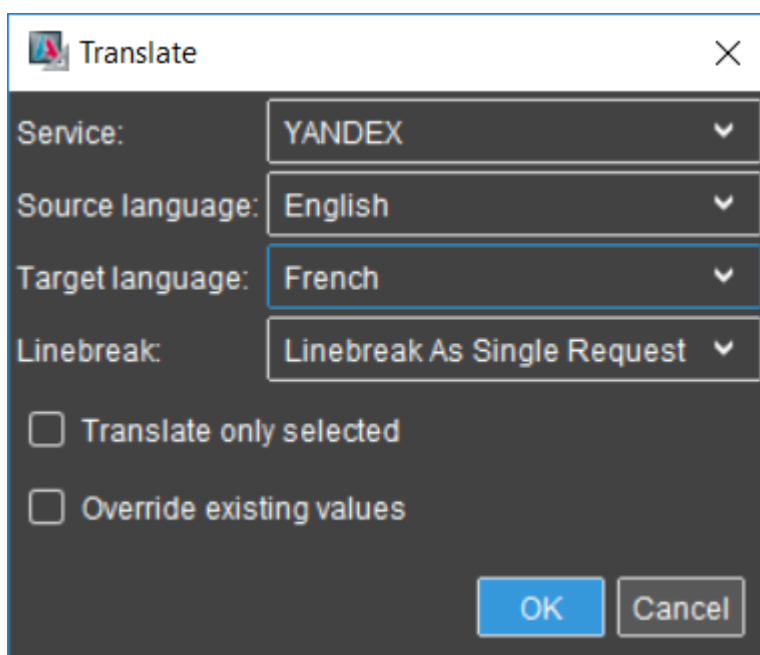 Translate
Service: YANDEX
Source language: English
Target language: French
Linebreak: Linebreak As Single Request
Translate only selected
Override existing values
OK Cancel